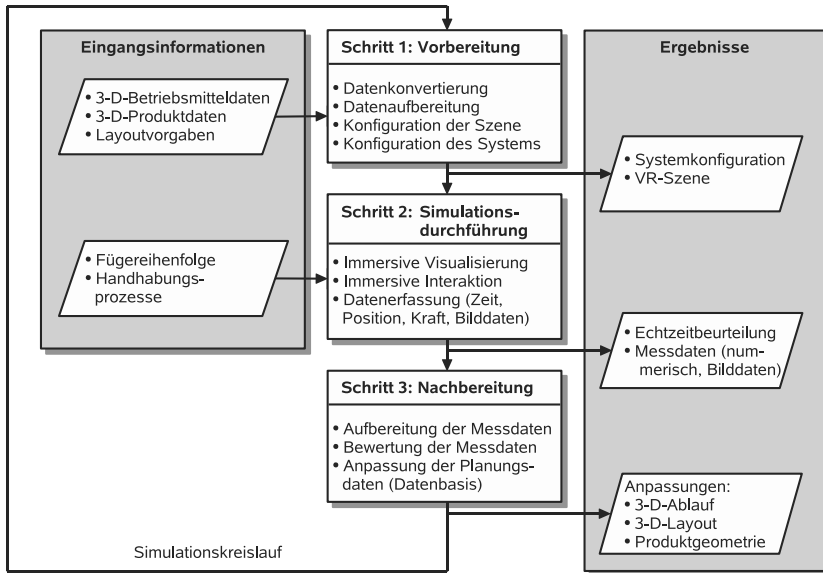 Eingangsinformationen
• 3-D-Betriebsmitteldaten
• 3-D-Produktdaten
• Layoutvorgaben
• Fügereihenfolge
• Handhabungs-
prozesse
Schritt 1: Vorbereitung
• Datenkonvertierung
• Datenaufbereitung
• Konfiguration der Szene
• Konfiguration des Systems
Schritt 2: Simulations-
durchführung
• Immersive Visualisierung
• Immersive Interaktion
• Datenerfassung (Zeit,
Position, Kraft, Bilddaten)
Schritt 3: Nachbereitung
• Aufbereitung der Messdaten
• Bewertung der Messdaten
• Anpassung der Planungs-
daten (Datenbasis)
Ergebnisse
• Systemkonfiguration
• VR-Szene
• Echtzeitbeurteilung
• Messdaten (num-
merisch, Bilddaten)
Anpassungen:
• 3-D-Ablauf
• 3-D-Layout
• Produktgeometrie
Simulationskreislauf